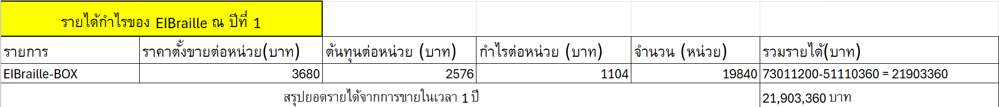 รายได้กำไรของ EIBraille ณ ปีที่ 1
รายการ ราคาตั้งขายต่อหน่วย(บาท) ต้นทุนต่อหน่วย (บาท) กำไรต่อหน่วย (บาท) จำนวน (หน่วย) รวมรายได้(บาท)
EIBraille-BOX 3680 2576 1104 19840 73011200-51110360 = 21903360
สรุปยอดรายได้จากการขายในเวลา 1 ปี 21,903,360 บาท